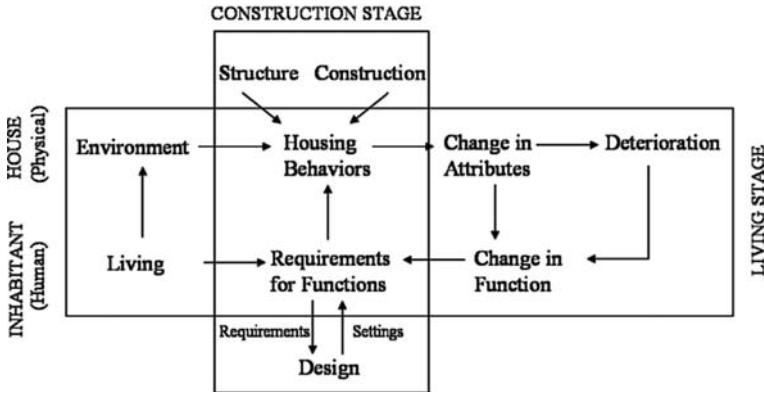 CONSTRUCTION STAGE
Structure Construction
HOUSE
(Physical)
Environment
Housing
Behaviors
Change in
Attributes
Deterioration
LIVING STAGE
INHABITANT
(Human)
Living
Requirements
for Functions
Change in
Function
Requirements
Settings
Design